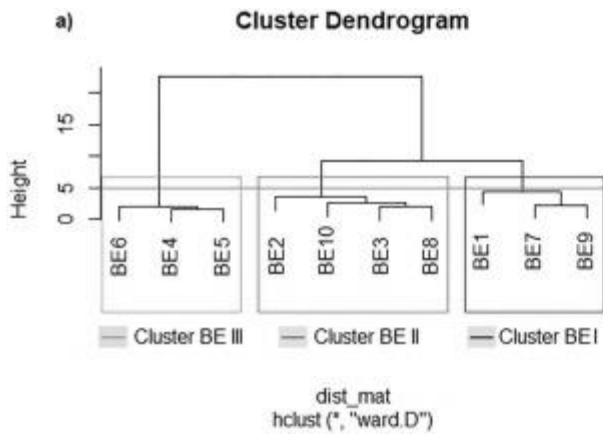 a) Cluster Dendrogram
Height
15
5
0
BE6 BE4 BE5 BE2 BE10 BE3 BE8 BE1 BE7 BE9
Cluster BE III Cluster BE II Cluster BE I
dist_mat
hclust (*, "ward.D")